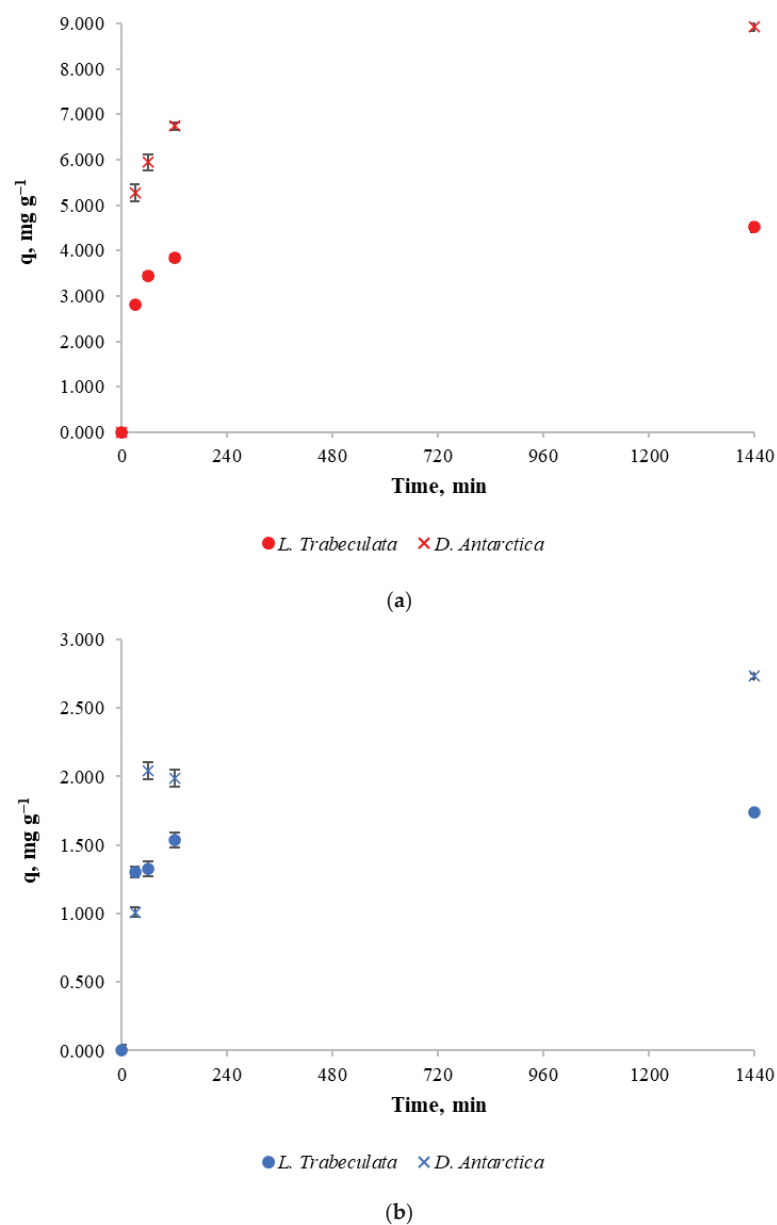 9.000
8.000
7.000
6.000
5.000
4.000
3.000
2.000
1.000
0.000
q, mg g⁻¹
0 240 480 720 960 1200 1440
Time, min
L. Trabeculata D. Antarctica
(a)
3.000
2.500
2.000
1.500
1.000
0.500
0.000
q, mg g⁻¹
0 240 480 720 960 1200 1440
Time, min
L. Trabeculata D. Antarctica
(b)